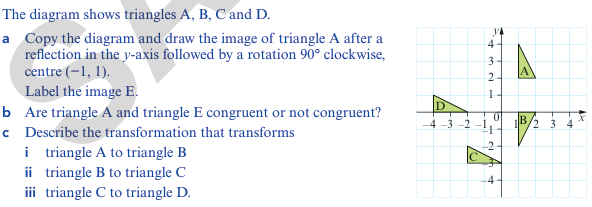 The diagram shows triangles A, B, C and D.
a Copy the diagram and draw the image of triangle A after a
reflection in the y-axis followed by a rotation 90° clockwise,
centre (−1, 1).
Label the image E.
b Are triangle A and triangle E congruent or not congruent?
c Describe the transformation that transforms
i triangle A to triangle B
ii triangle B to triangle C
iii triangle C to triangle D.
y
4
3
A
2
1
D
B
0
x
−4 −3 −2 −1 1 2 3 4
−1
−2
C
−3
−4